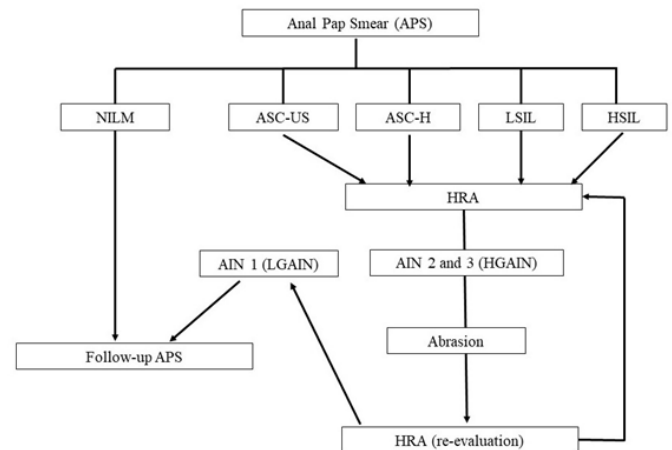 Anal Pap Smear (APS)
NILM
ASC-US
ASC-H
LSIL
HSIL
HRA
AIN 1 (LGAIN)
AIN 2 and 3 (HGAIN)
Abrasion
Follow-up APS
HRA (re-evaluation)